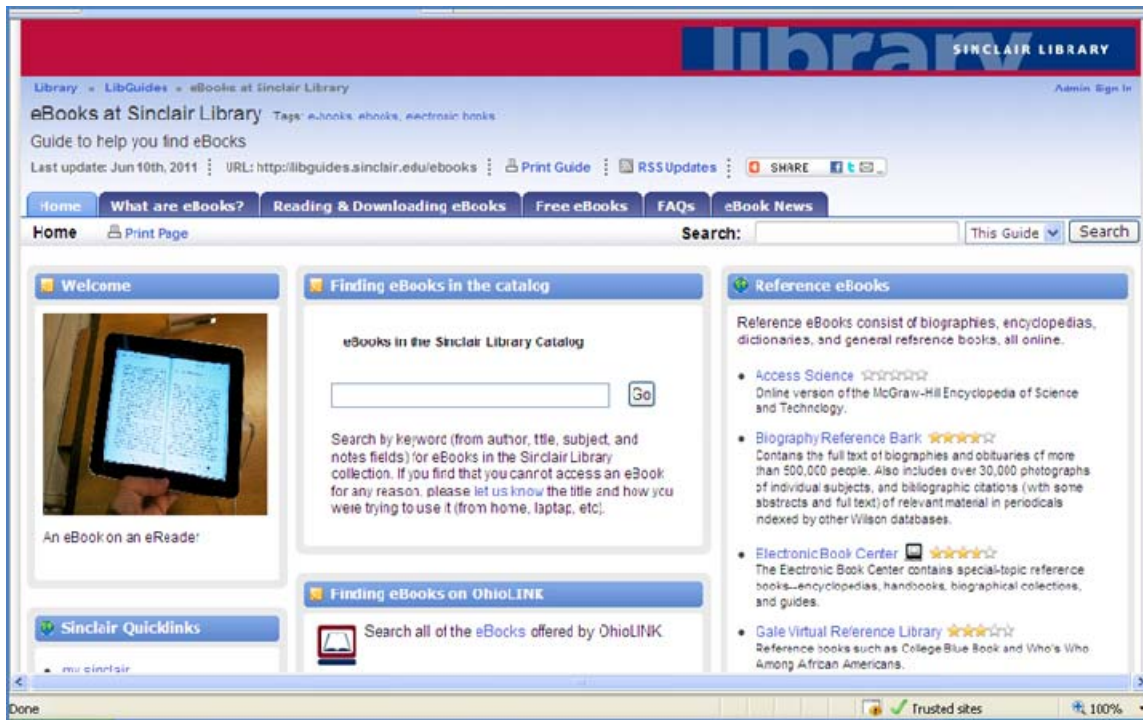 library
SINCLAIR LIBRARY
Library » LibGuides » eBooks at Sinclair Library
Admin Sign In
eBooks at Sinclair Library Tags: e-books, ebooks, electronic books
Guide to help you find eBooks
Last update: Jun 10th, 2011 URL: http://libguides.sinclair.edu/ebooks Print Guide RSS Updates SHARE
Home What are eBooks? Reading & Downloading eBooks Free eBooks FAQs eBook News
Home Print Page Search: This Guide Search
Welcome
An eBook on an eReader
Sinclair Quicklinks
my sinclair
Finding eBooks in the catalog
eBooks in the Sinclair Library Catalog
Go
Search by keyword (from author, title, subject, and
notes fields) for eBooks in the Sinclair Library
collection. If you find that you cannot access an eBook
for any reason, please let us know the title and how you
were trying to use it (from home, laptap, etc).
Finding eBooks on OhioLINK
Search all of the eBooks offered by OhioLINK
Reference eBooks
Reference eBooks consist of biographies, encyclopedias,
dictionaries, and general reference books, all online.
Access Science
Online version of the McGraw-Hill Encyclopedia of Science
and Technology.
Biography Reference Bank
Contains the full text of biographies and obituaries of more
than 500,000 people. Also includes over 30,000 photographs
of individual subjects, and bibliographic citations (with some
abstracts and full text) of relevant material in periodicals
indexed by other Wilson databases.
Electronic Book Center
The Electronic Book Center contains special-topic reference
books--encyclopedias, handbooks, biographical collections,
and guides.
Gale Virtual Reference Library
Reference books such as College Blue Book and Who's Who
Among African Americans.
Done
Trusted sites
100%